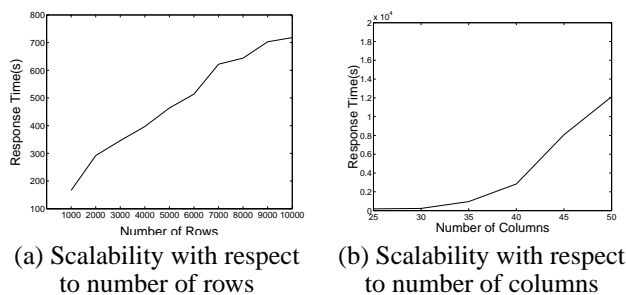 800
700
600
500
400
300
200
100
Response Time(s)
1000 2000 3000 4000 5000 6000 7000 8000 9000 10000
Number of Rows
(a) Scalability with respect
to number of rows
x 10^4
2
1.8
1.6
1.4
1.2
1
0.8
0.6
0.4
0.2
0
Response Time(s)
25 30 35 40 45 50
Number of Columns
(b) Scalability with respect
to number of columns